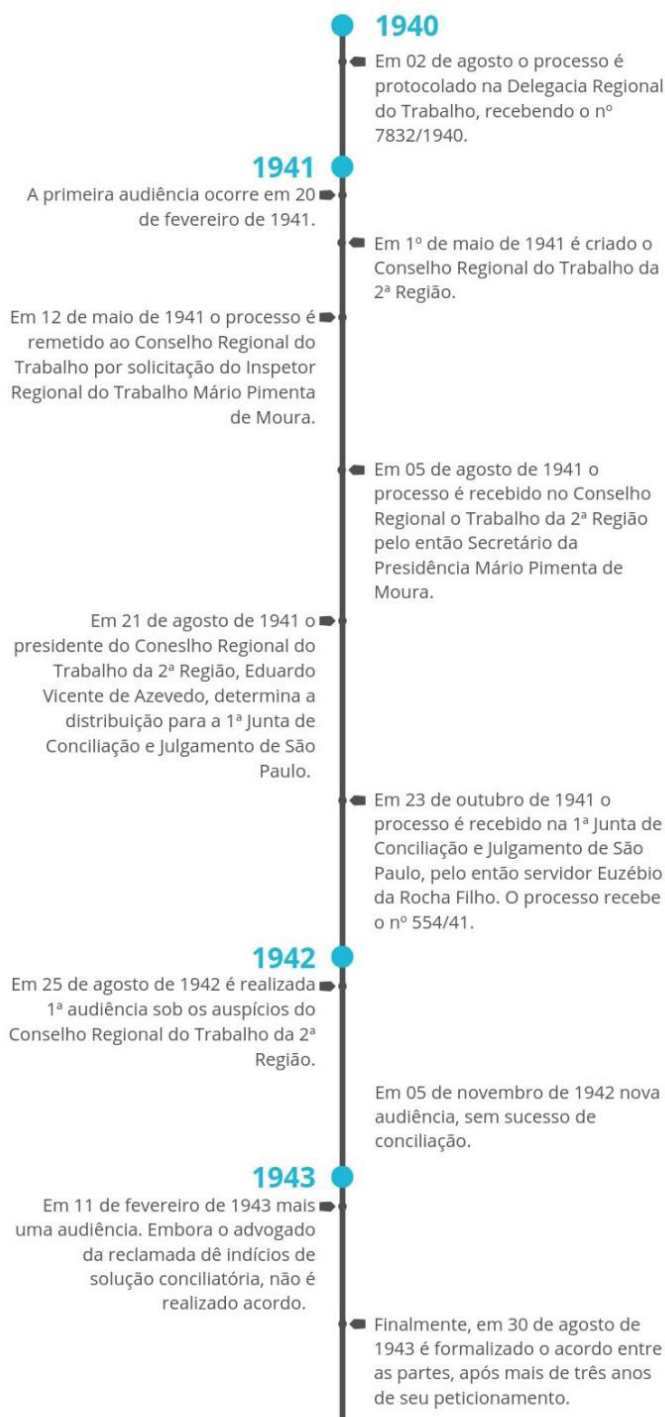 1940
Em 02 de agosto o processo é
protocolado na Delegacia Regional
do Trabalho, recebendo o nº
7832/1940.
1941
A primeira audiência ocorre em 20
de fevereiro de 1941.
Em 1º de maio de 1941 é criado o
Conselho Regional do Trabalho da
2ª Região.
Em 12 de maio de 1941 o processo é
remetido ao Conselho Regional do
Trabalho por solicitação do Inspetor
Regional do Trabalho Mário Pimenta
de Moura.
Em 05 de agosto de 1941 o
processo é recebido no Conselho
Regional o Trabalho da 2ª Região
pelo então Secretário da
Presidência Mário Pimenta de
Moura.
Em 21 de agosto de 1941 o
presidente do Coneslho Regional do
Trabalho da 2ª Região, Eduardo
Vicente de Azevedo, determina a
distribuição para a 1ª Junta de
Conciliação e Julgamento de São
Paulo.
Em 23 de outubro de 1941 o
processo é recebido na 1ª Junta de
Conciliação e Julgamento de São
Paulo, pelo então servidor Euzébio
da Rocha Filho. O processo recebe
o nº 554/41.
1942
Em 25 de agosto de 1942 é realizada
1ª audiência sob os auspícios do
Conselho Regional do Trabalho da 2ª
Região.
Em 05 de novembro de 1942 nova
audiência, sem sucesso de
conciliação.
1943
Em 11 de fevereiro de 1943 mais
uma audiência. Embora o advogado
da reclamada dê indícios de
solução conciliatória, não é
realizado acordo.
Finalmente, em 30 de agosto de
1943 é formalizado o acordo entre
as partes, após mais de três anos
de seu peticionamento.